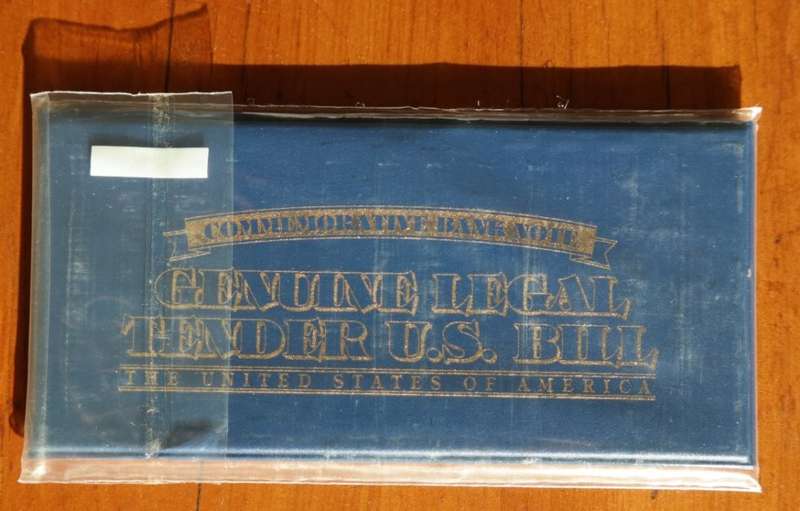 COMMEMORATIVE BANK NOTE
GENUINE LEGAL
TENDER U.S. BILL
THE UNITED STATES OF AMERICA